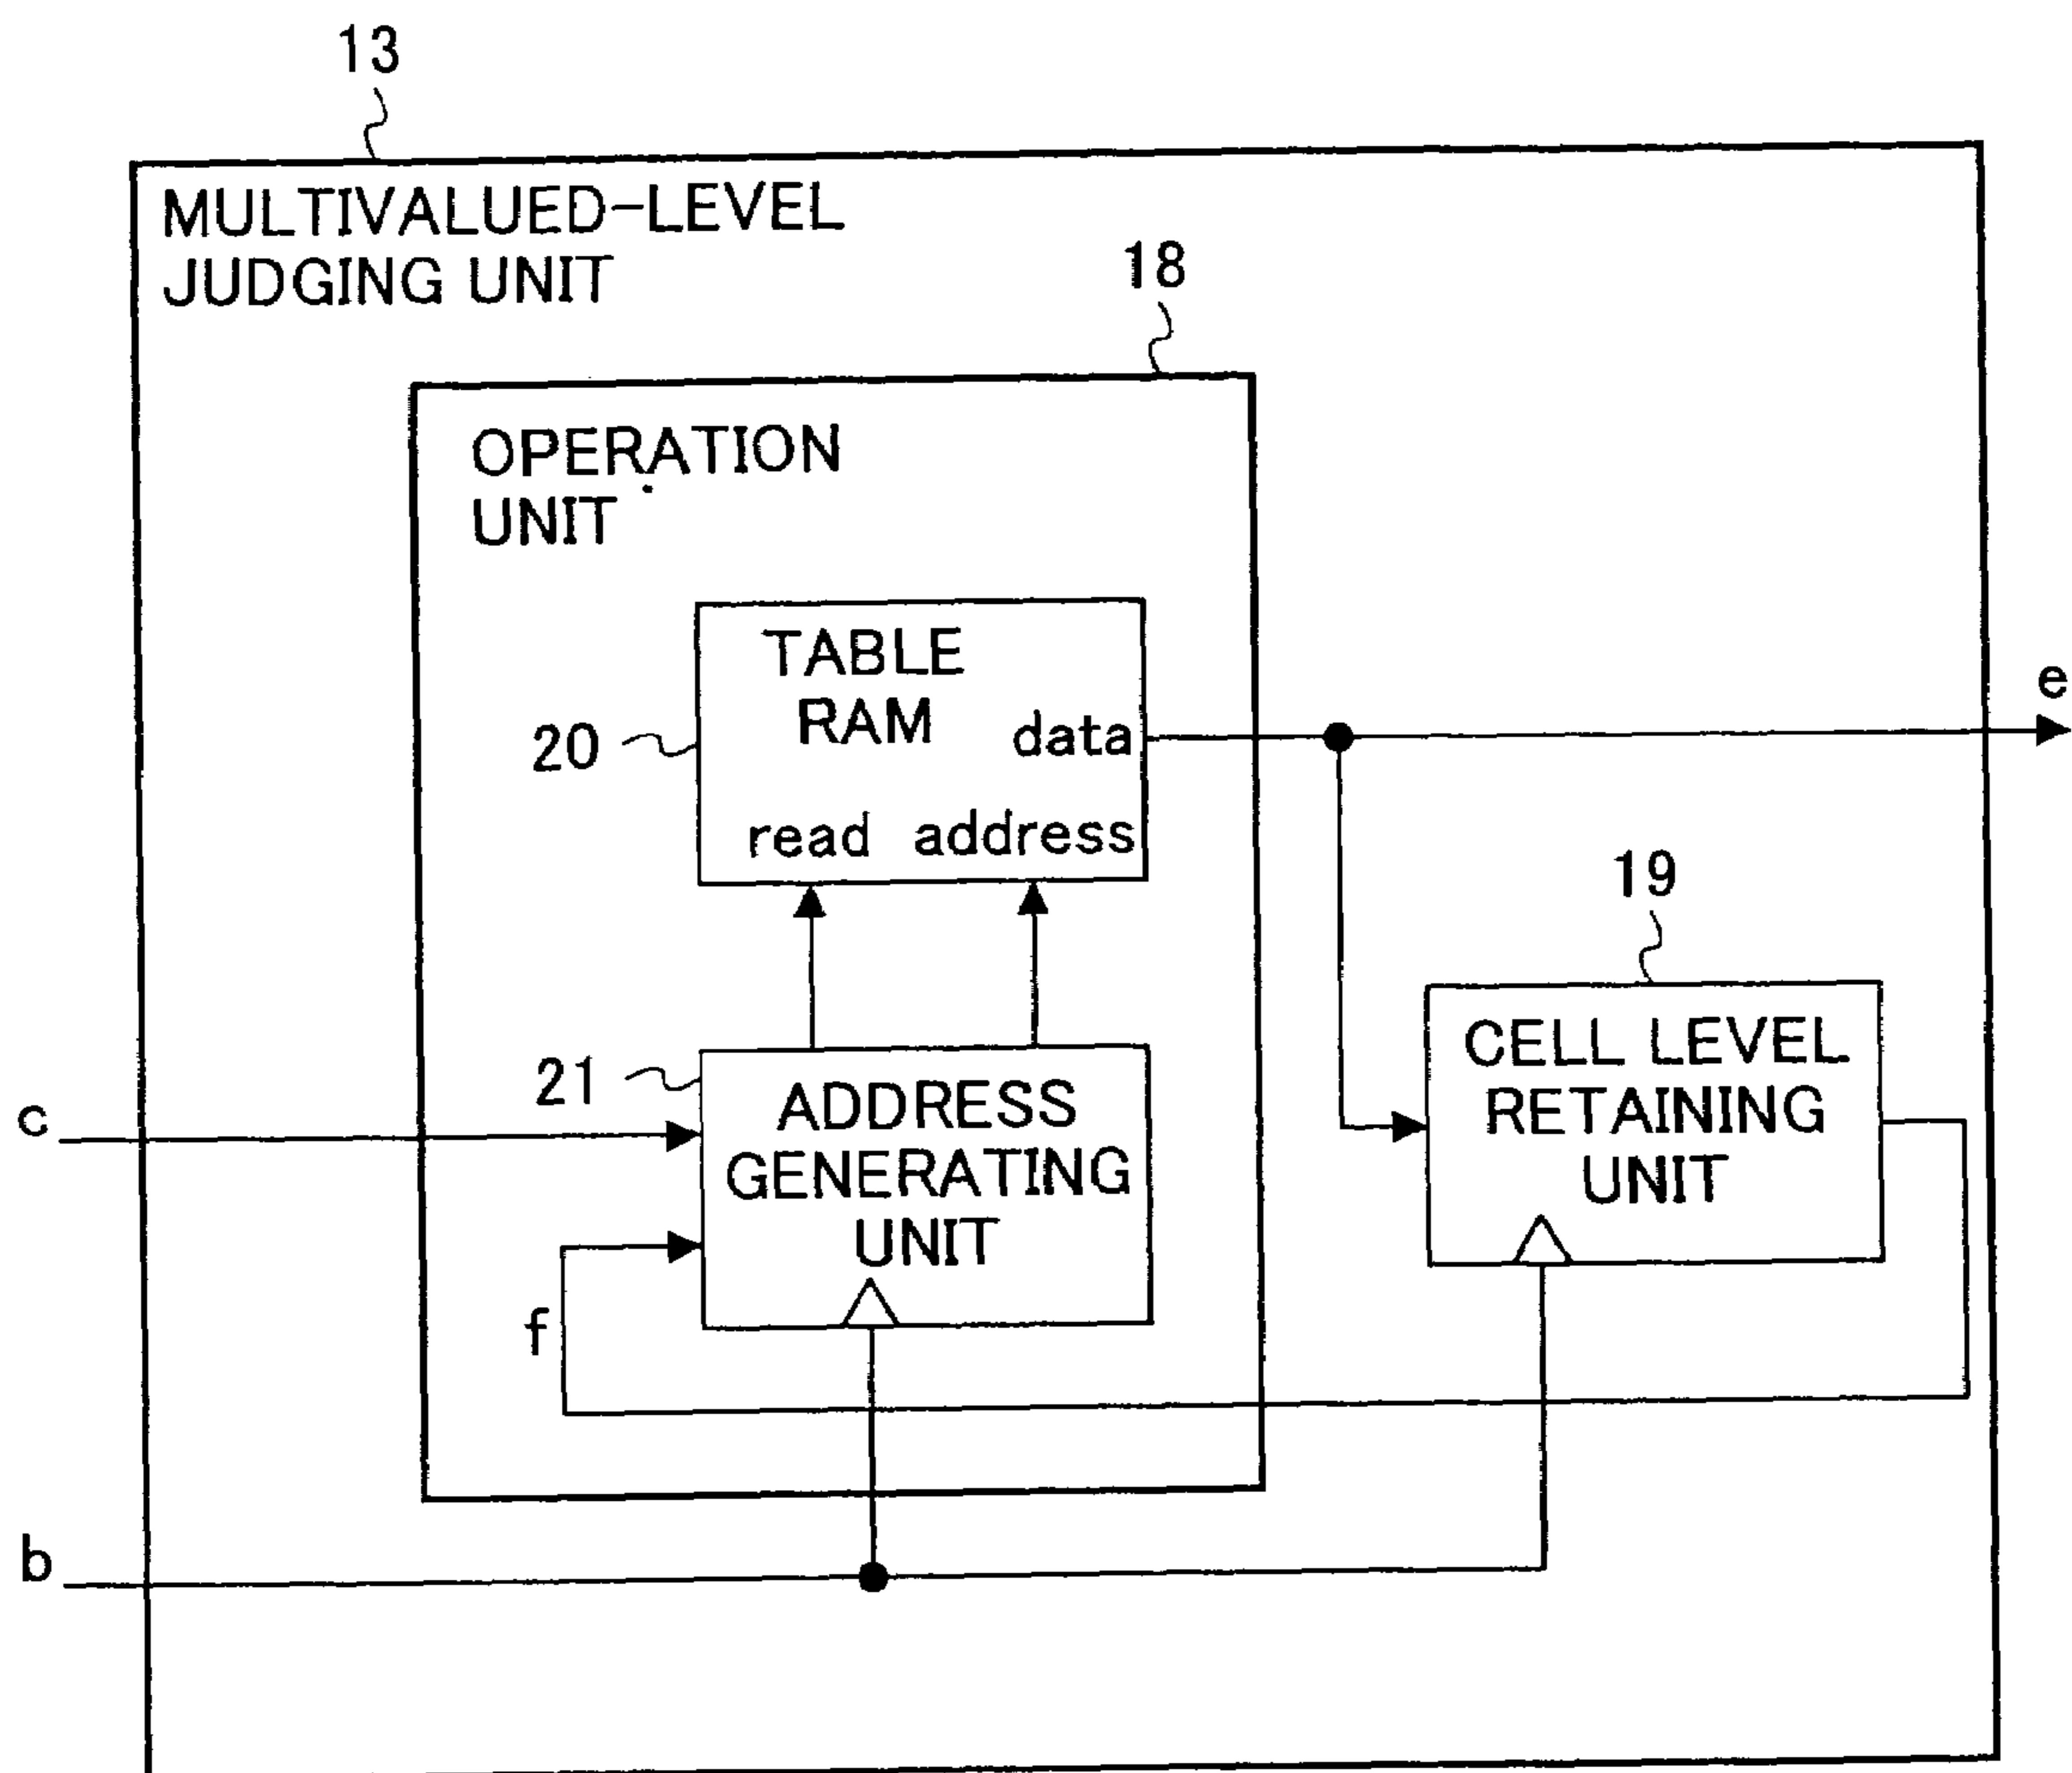 13
MULTIVALUED-LEVEL
JUDGING UNIT
18
OPERATION
UNIT
TABLE
RAM
data
20
read address
e
19
CELL LEVEL
RETAINING
UNIT
21
ADDRESS
GENERATING
UNIT
c
f
b